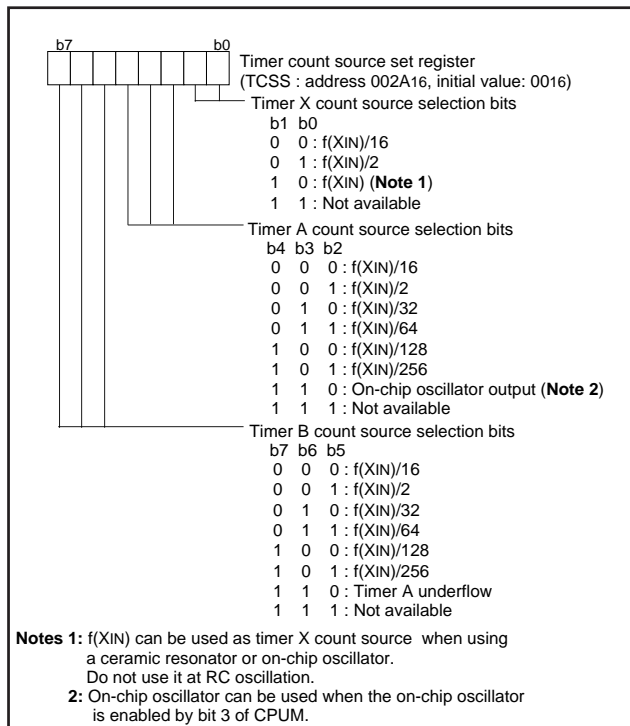 b7 b0
Timer count source set register
(TCSS : address 002A16, initial value: 0016)
Timer X count source selection bits
b1 b0
0 0 : f(XIN)/16
0 1 : f(XIN)/2
1 0 : f(XIN) (Note 1)
1 1 : Not available
Timer A count source selection bits
b4 b3 b2
0 0 0 : f(XIN)/16
0 0 1 : f(XIN)/2
0 1 0 : f(XIN)/32
0 1 1 : f(XIN)/64
1 0 0 : f(XIN)/128
1 0 1 : f(XIN)/256
1 1 0 : On-chip oscillator output (Note 2)
1 1 1 : Not available
Timer B count source selection bits
b7 b6 b5
0 0 0 : f(XIN)/16
0 0 1 : f(XIN)/2
0 1 0 : f(XIN)/32
0 1 1 : f(XIN)/64
1 0 0 : f(XIN)/128
1 0 1 : f(XIN)/256
1 1 0 : Timer A underflow
1 1 1 : Not available
Notes 1: f(XIN) can be used as timer X count source when using
a ceramic resonator or on-chip oscillator.
Do not use it at RC oscillation.
2: On-chip oscillator can be used when the on-chip oscillator
is enabled by bit 3 of CPUM.